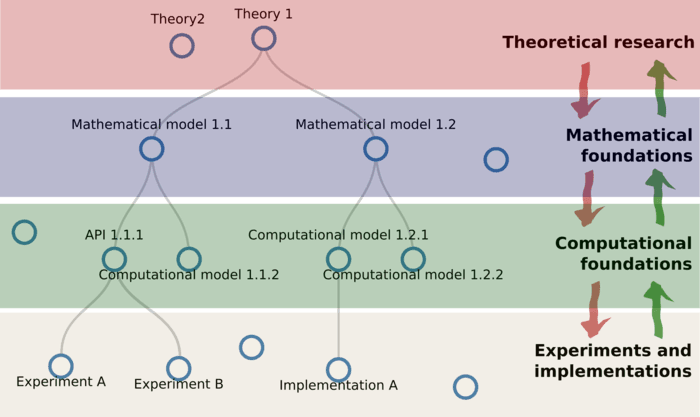 Theory2
Theory 1
Theoretical research
Mathematical model 1.1
Mathematical model 1.2
Mathematical
foundations
API 1.1.1
Computational model 1.2.1
Computational
foundations
Computational model 1.1.2
Computational model 1.2.2
Experiments and
implementations
Experiment A
Experiment B
Implementation A